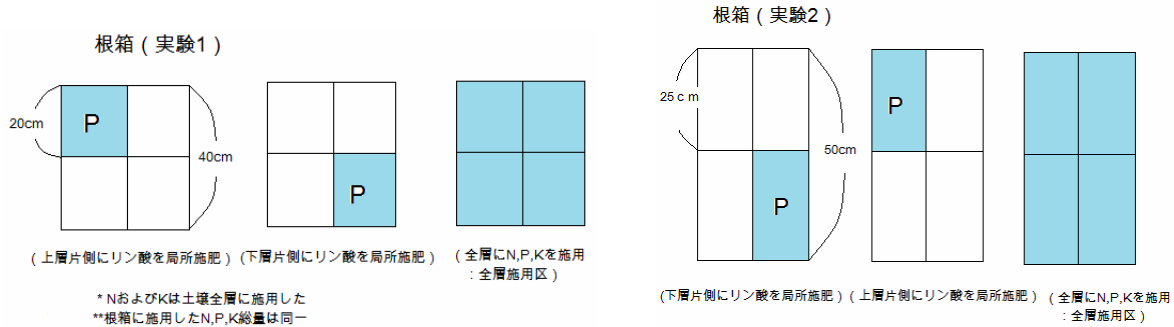 根箱（実験1）
P
20cm
40cm
P
（上層片側にリン酸を局所施肥）
(下層片側にリン酸を局所施肥）
（全層にN,P,Kを施用
：全層施用区）
* NおよびKは土壌全層に施用した
**根箱に施用したN,P,K総量は同一
根箱（実験2）
25ｃｍ
P
50cm
P
(下層片側にリン酸を局所施肥）
（上層片側にリン酸を局所施肥）
（全層にN,P,Kを施用
：全層施用区）